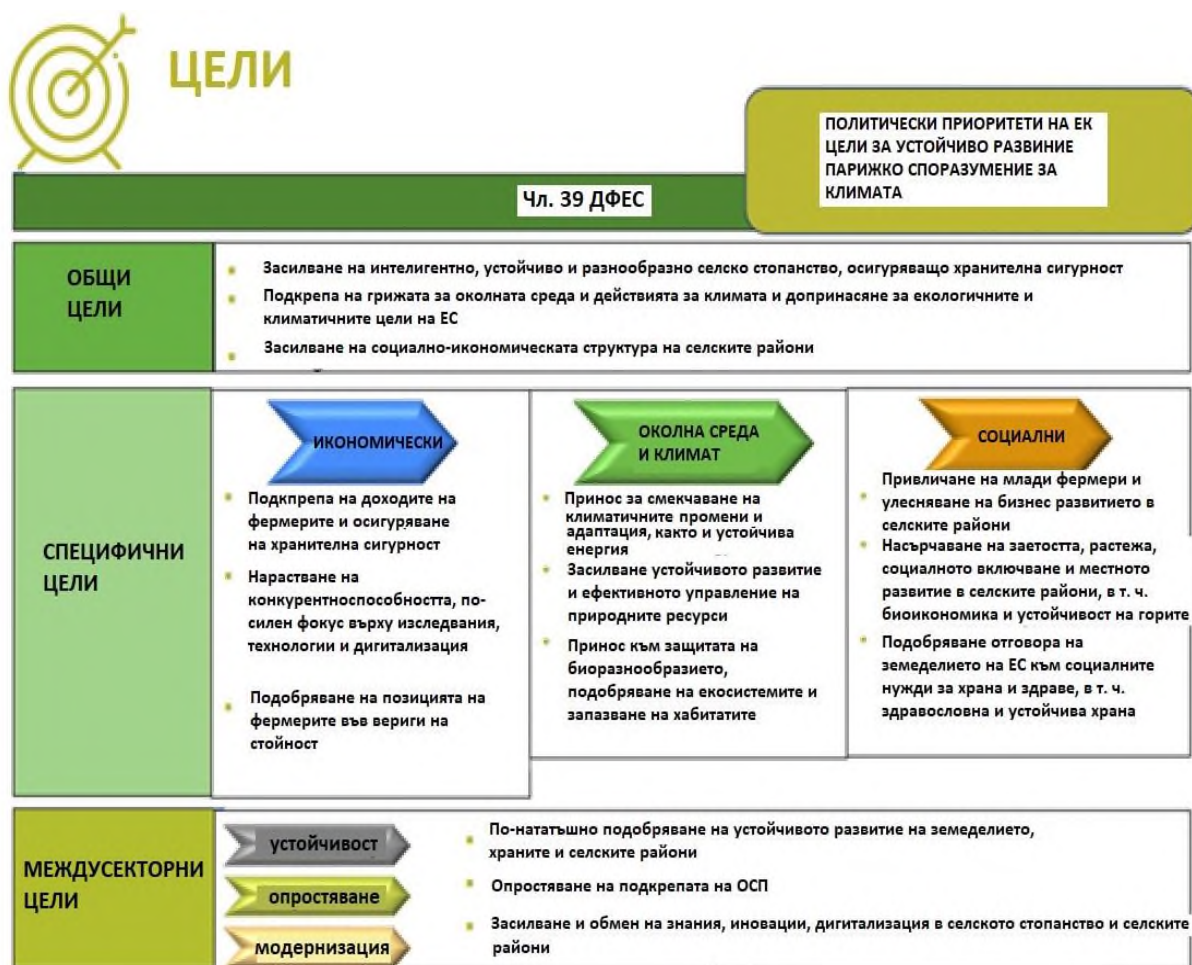 ЦЕЛИ
ПОЛИТИЧЕСКИ ПРИОРИТЕТИ НА ЕК
ЦЕЛИ ЗА УСТОЙЧИВО РАЗВИНИЕ
ПАРИЖКО СПОРАЗУМЕНИЕ ЗА
КЛИМАТА
Чл. 39 ДФЕС
ОБЩИ
ЦЕЛИ
Засилване на интелигентно, устойчиво и разнообразно селско стопанство, осигуряващо хранителна сигурност
Подкрепа на грижата за околната среда и действията за климата и допринасяне за екологичните и
климатичните цели на ЕС
Засилване на социално-икономическата структура на селските райони
СПЕЦИФИЧНИ
ЦЕЛИ
ИКОНОМИЧЕСКИ
Подкпрепа на доходите на
фермерите и осигуряване
на хранителна сигурност
Нарастване на
конкурентноспособността, по-
силен фокус върху изследвания,
технологии и дигитализация
Подобряване на позицията на
фермерите във вериги на
стойност
ОКОЛНА СРЕДА
И КЛИМАТ
Принос за смекчаване на
климатичните промени и
адаптация, както и устойчива
енергия
Засилване устойчивото развитие
и ефективното управление на
природните ресурси
Принос към защитата на
биоразнообразието,
подобряване на екосистемите и
запазване на хабитатите
СОЦИАЛНИ
Привличане на млади фермери и
улесняване на бизнес развитието в
селските райони
Насърчаване на заетостта, растежа,
социалното включване и местното
развитие в селските райони, в т. ч.
биоикономика и устойчивост на горите
Подобряване отговора на
земеделието на ЕС към социалните
нужди за храна и здраве, в т. ч.
здравословна и устойчива храна
МЕЖДУСЕКТОРНИ
ЦЕЛИ
устойчивост
опростяване
модернизация
По-нататъшно подобряване на устойчивото развитие на земеделието,
храните и селските райони
Опростяване на подкрепата на ОСП
Засилване и обмен на знания, иновации, дигитализация в селското стопанство и селските
райони